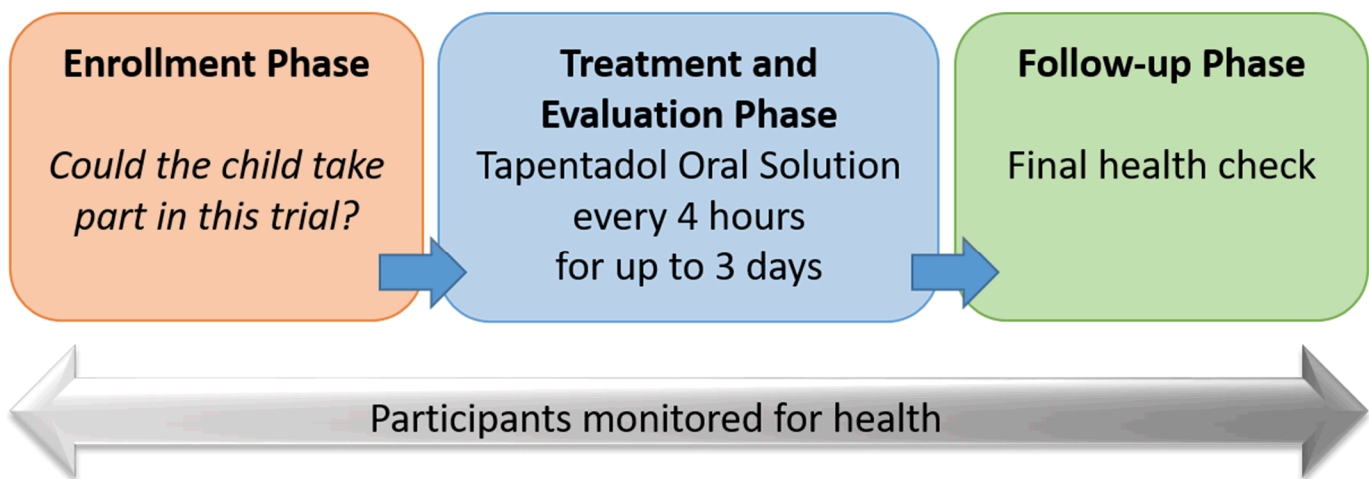 Enrollment Phase
Could the child take
part in this trial?
Treatment and
Evaluation Phase
Tapentadol Oral Solution
every 4 hours
for up to 3 days
Follow-up Phase
Final health check
Participants monitored for health